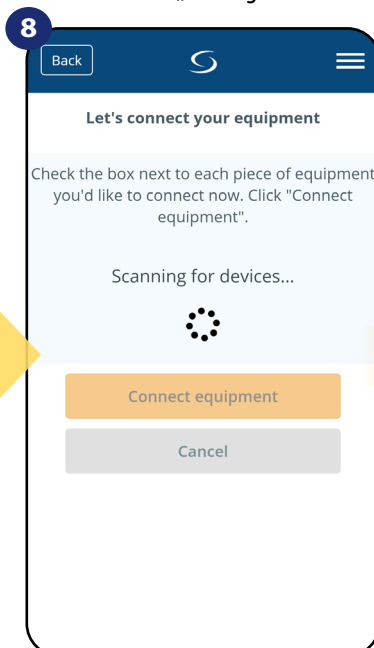 8
Back
Let's connect your equipment
Check the box next to each piece of equipment
you'd like to connect now. Click "Connect
equipment".
Scanning for devices...
Connect equipment
Cancel